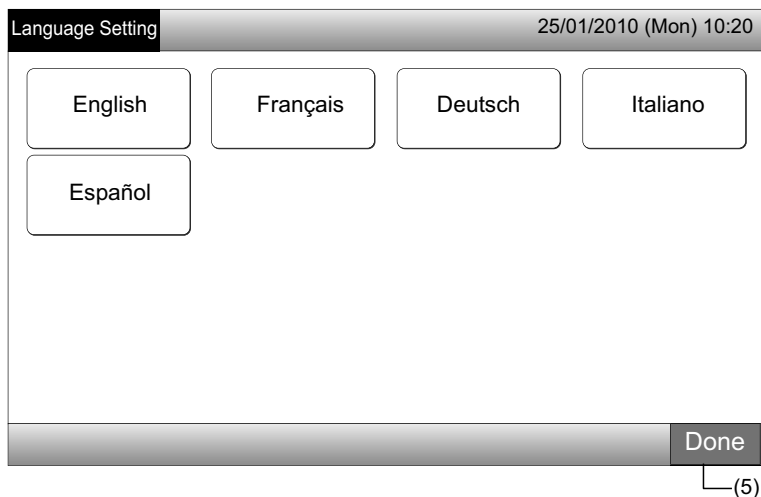 Language Setting 25/01/2010 (Mon) 10:20
English Français Deutsch Italiano
Español
Done
(5)